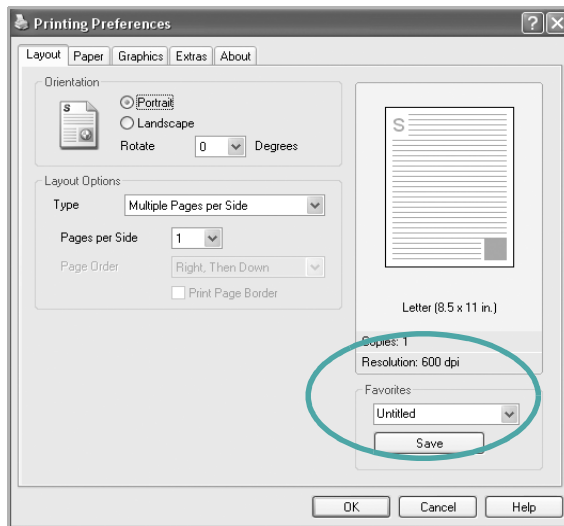 Printing Preferences
Layout Paper Graphics Extras About
Orientation
S
Portrait
Landscape
Rotate 0 Degrees
Layout Options
Type Multiple Pages per Side
Pages per Side 1
Page Order Right, Then Down
Print Page Border
S
Letter (8.5 x 11 in.)
Copies: 1
Resolution: 600 dpi
Favorites
Untitled
Save
OK Cancel Help